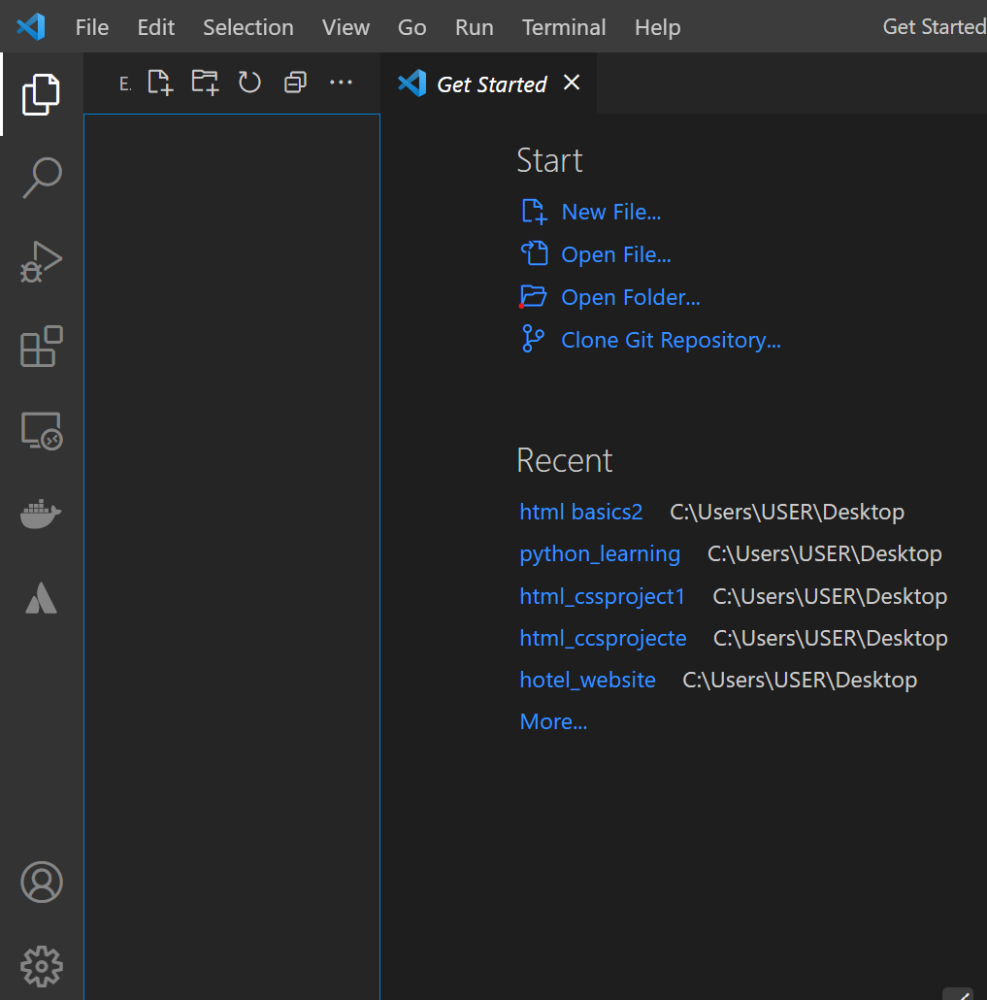 File Edit Selection View Go Run Terminal Help Get Started
E. Get Started
Start
New File...
Open File...
Open Folder...
Clone Git Repository...
Recent
html basics2 C:\Users\USER\Desktop
python_learning C:\Users\USER\Desktop
html_cssproject1 C:\Users\USER\Desktop
html_ccsprojecte C:\Users\USER\Desktop
hotel_website C:\Users\USER\Desktop
More...